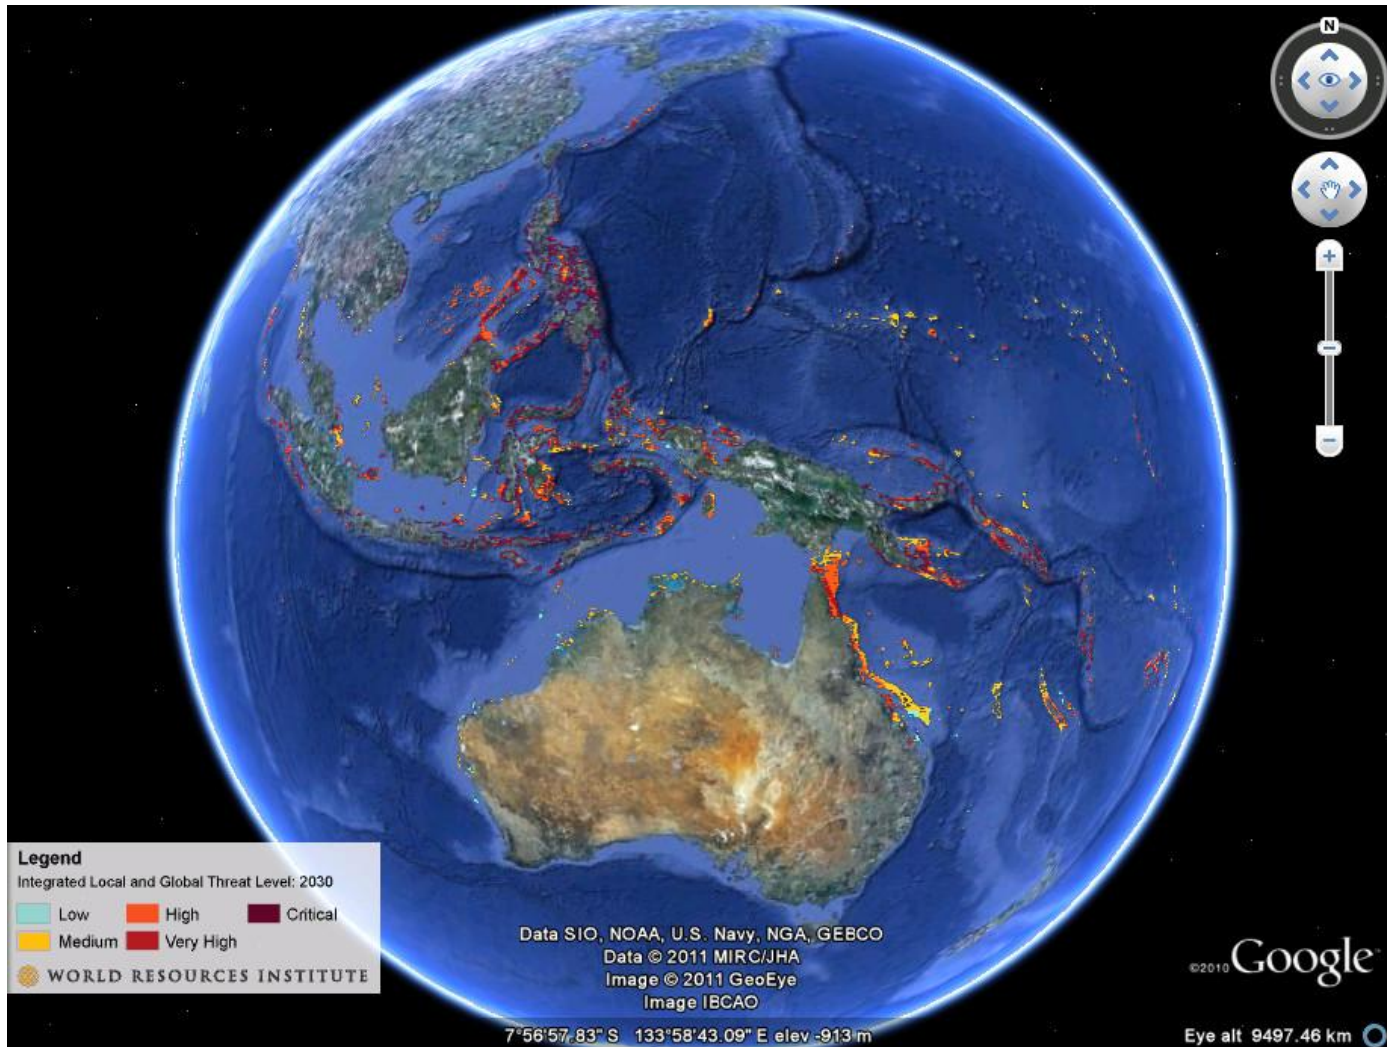 N
Legend
Integrated Local and Global Threat Level: 2030
Low High Critical
Medium Very High
WORLD RESOURCES INSTITUTE
Data SIO, NOAA, U.S. Navy, NGA, GEBCO
Data © 2011 MIRC/JHA
Image © 2011 GeoEye
Image IBCAO
©2010 Google™
7°56'57.83" S 133°58'43.09" E elev -913 m
Eye alt 9497.46 km